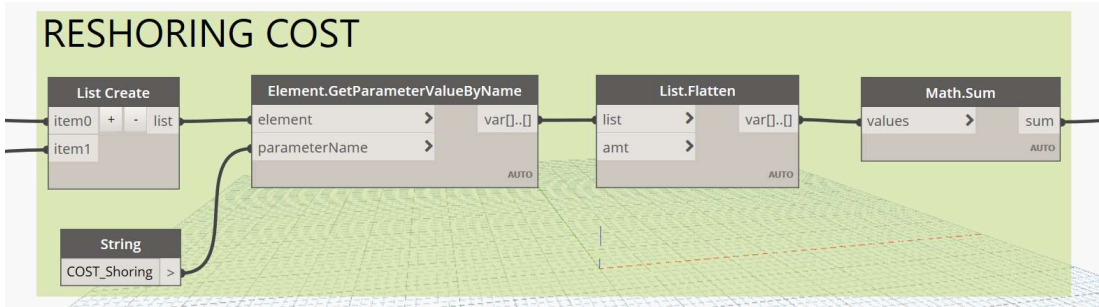 RESHORING COST
List Create
item0 + - list
item1
Element.GetParameterValueByName
element > var[]..[]
parameterName >
AUTO
List.Flatten
list > var[]..[]
amt >
AUTO
Math.Sum
values > sum
AUTO
String
COST_Shoring >